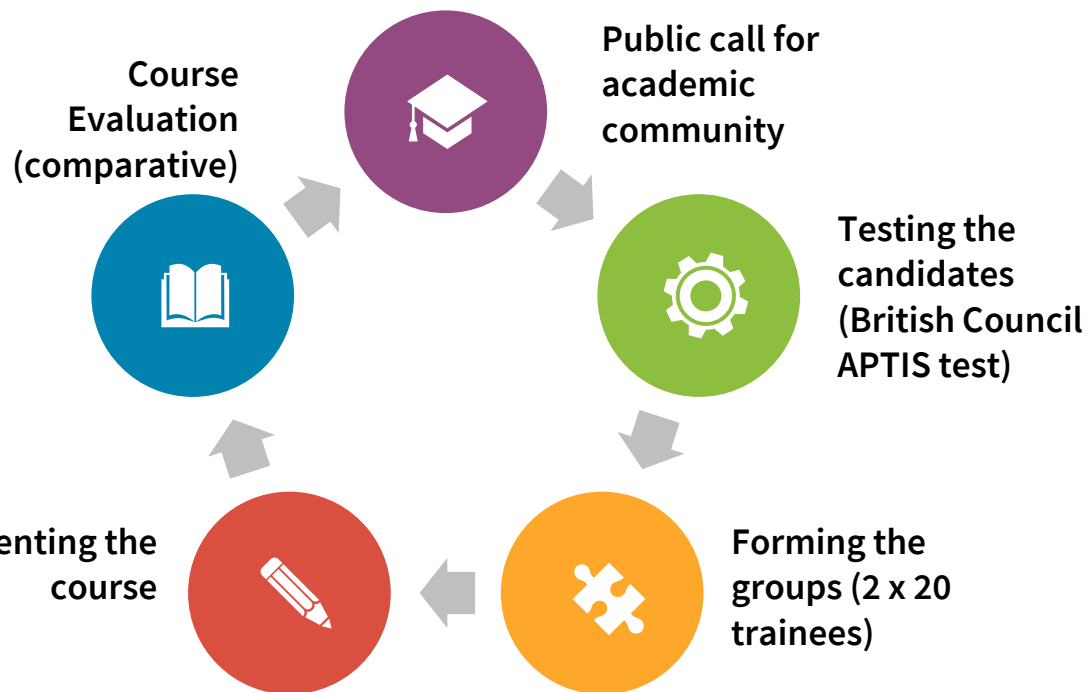 Public call for
academic
community
Testing the
candidates
(British Council
APTIS test)
Forming the
groups (2 x 20
trainees)
enting the
course
Course
Evaluation
(comparative)